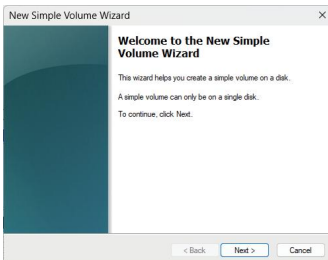 New Simple Volume Wizard
Welcome to the New Simple
Volume Wizard
This wizard helps you create a simple volume on a disk.
A simple volume can only be on a single disk.
To continue, click Next.
< Back Next > Cancel